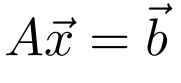 $A\vec{x} = \vec{b}$